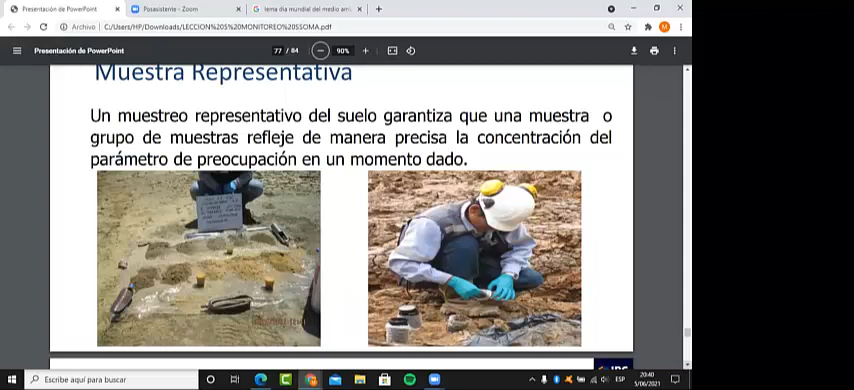 Presentación de PowerPoint
Posasistente - Zoom
lema dia mundial del medio am
Archivo
C:/Users/HP/Downloads/LECCION%205%20MONITOREO%20SSOMA.pdf
M
Presentación de PowerPoint
77 / 84
90%
Muestra Representativa
Un muestreo representativo del suelo garantiza que una muestra o
grupo de muestras refleje de manera precisa la concentración del
parámetro de preocupación en un momento dado.
Escribe aquí para buscar
ESP
20:40
5/06/2021